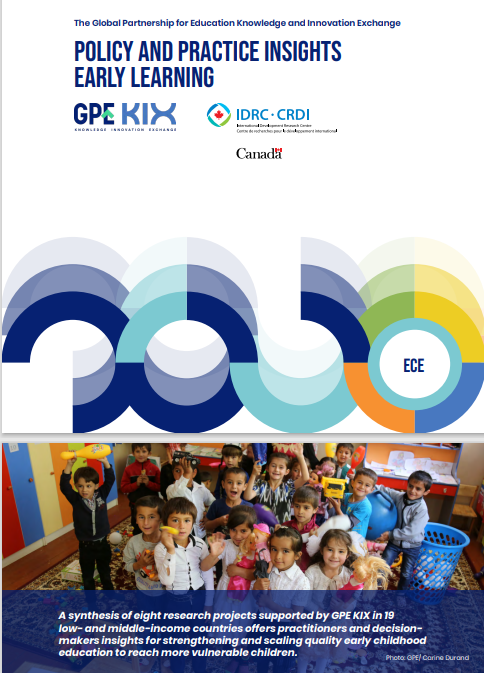 The Global Partnership for Education Knowledge and Innovation Exchange
POLICY AND PRACTICE INSIGHTS
EARLY LEARNING
GPE KIX
KNOWLEDGE INNOVATION EXCHANGE
IDRC · CRDI
International Development Research Centre
Centre de recherches pour le développement international
Canada
ECE
A synthesis of eight research projects supported by GPE KIX in 19
low- and middle-income countries offers practitioners and decision-
makers insights for strengthening and scaling quality early childhood
education to reach more vulnerable children.
Photo: GPE/ Carine Durand